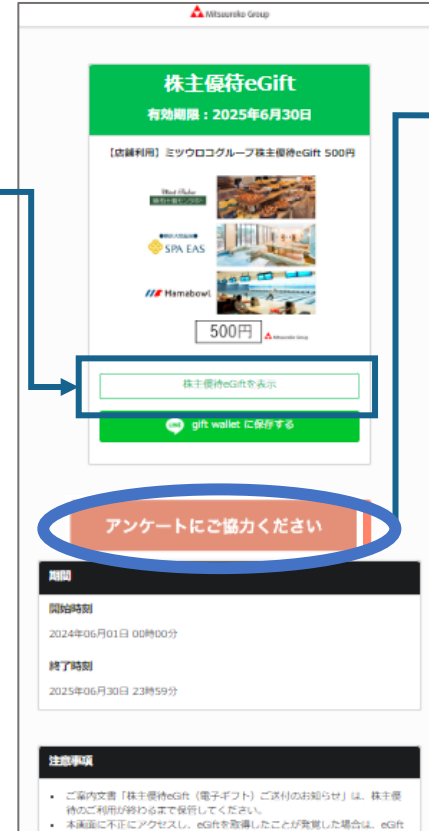 Mitsuuroko Group
株主優待eGift
有効期限：2025年6月30日
【店舗利用】ミツウロコグループ株主優待eGift 500円
SPA EAS
Hamabowl
500円
株主優待eGiftを表示
LINE gift wallet に保存する
アンケートにご協力ください
期間
開始時刻
2024年06月01日 00時00分
終了時刻
2025年06月30日 23時59分
注意事項
• ご案内文書「株主優待eGift（電子ギフト）ご送付のお知らせ」は、株主優
待のご利用が終わるまで保管してください。
• 本画面に不正にアクセスし、eGiftを取得したことが発覚した場合は、eGift